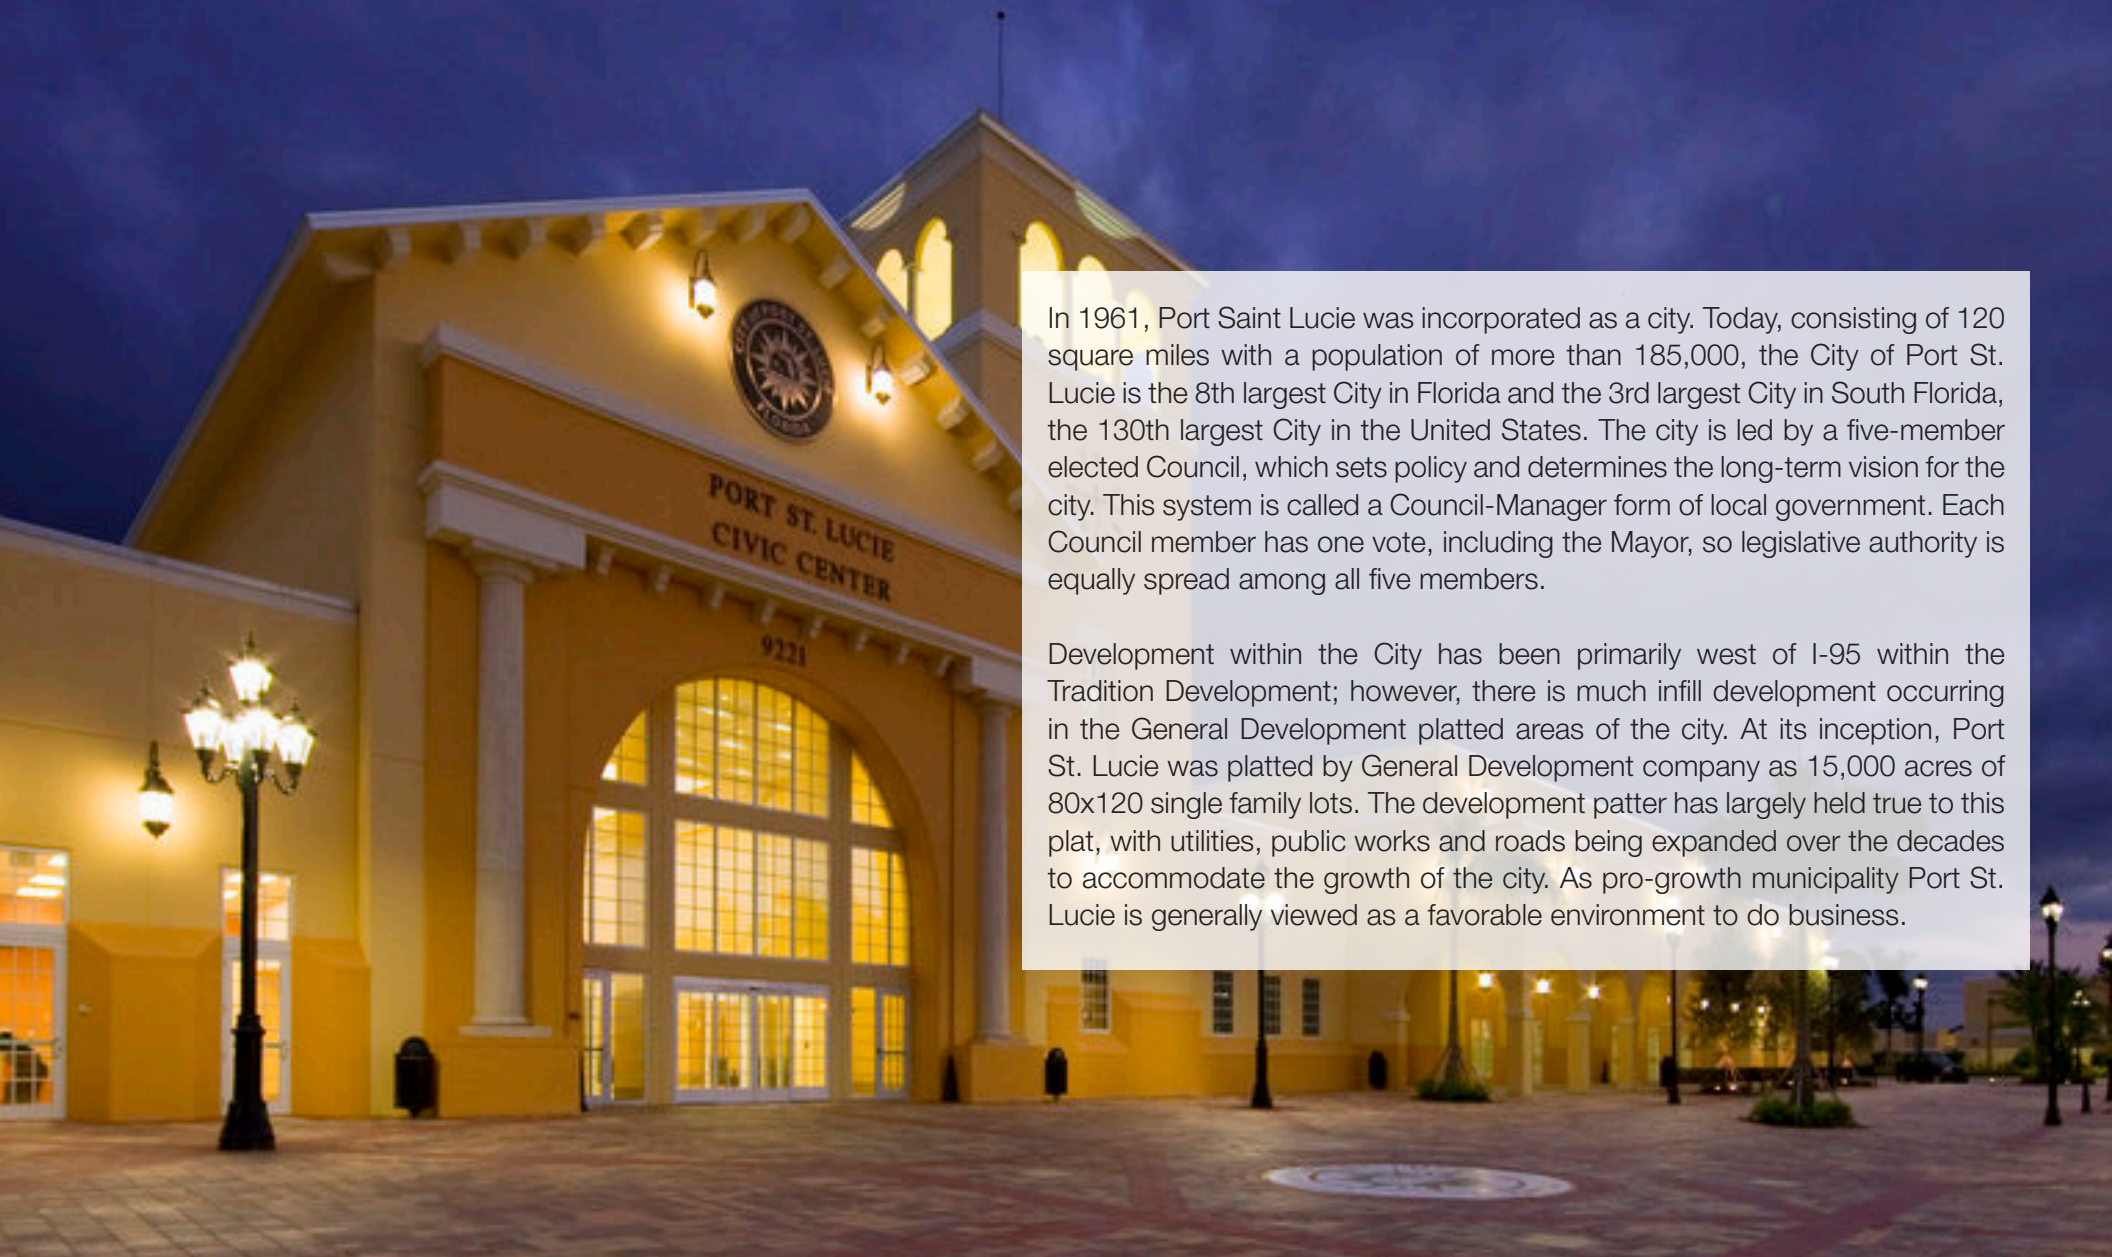 PORT ST. LUCIE
CIVIC CENTER
9221
FLORIDA
In 1961, Port Saint Lucie was incorporated as a city. Today, consisting of 120
square miles with a population of more than 185,000, the City of Port St.
Lucie is the 8th largest City in Florida and the 3rd largest City in South Florida,
the 130th largest City in the United States. The city is led by a five-member
elected Council, which sets policy and determines the long-term vision for the
city. This system is called a Council-Manager form of local government. Each
Council member has one vote, including the Mayor, so legislative authority is
equally spread among all five members.
Development within the City has been primarily west of I-95 within the
Tradition Development; however, there is much infill development occurring
in the General Development platted areas of the city. At its inception, Port
St. Lucie was platted by General Development company as 15,000 acres of
80x120 single family lots. The development patter has largely held true to this
plat, with utilities, public works and roads being expanded over the decades
to accommodate the growth of the city. As pro-growth municipality Port St.
Lucie is generally viewed as a favorable environment to do business.